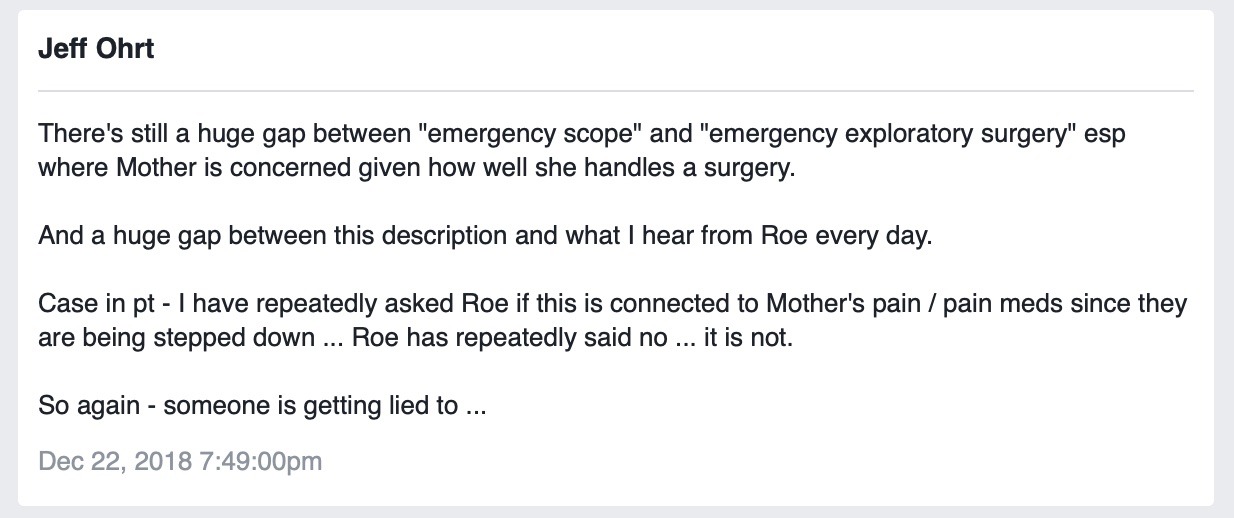 Jeff Ohrt
There's still a huge gap between "emergency scope" and "emergency exploratory surgery" esp
where Mother is concerned given how well she handles a surgery.
And a huge gap between this description and what I hear from Roe every day.
Case in pt - I have repeatedly asked Roe if this is connected to Mother's pain / pain meds since they
are being stepped down ... Roe has repeatedly said no ... it is not.
So again - someone is getting lied to ...
Dec 22, 2018 7:49:00pm